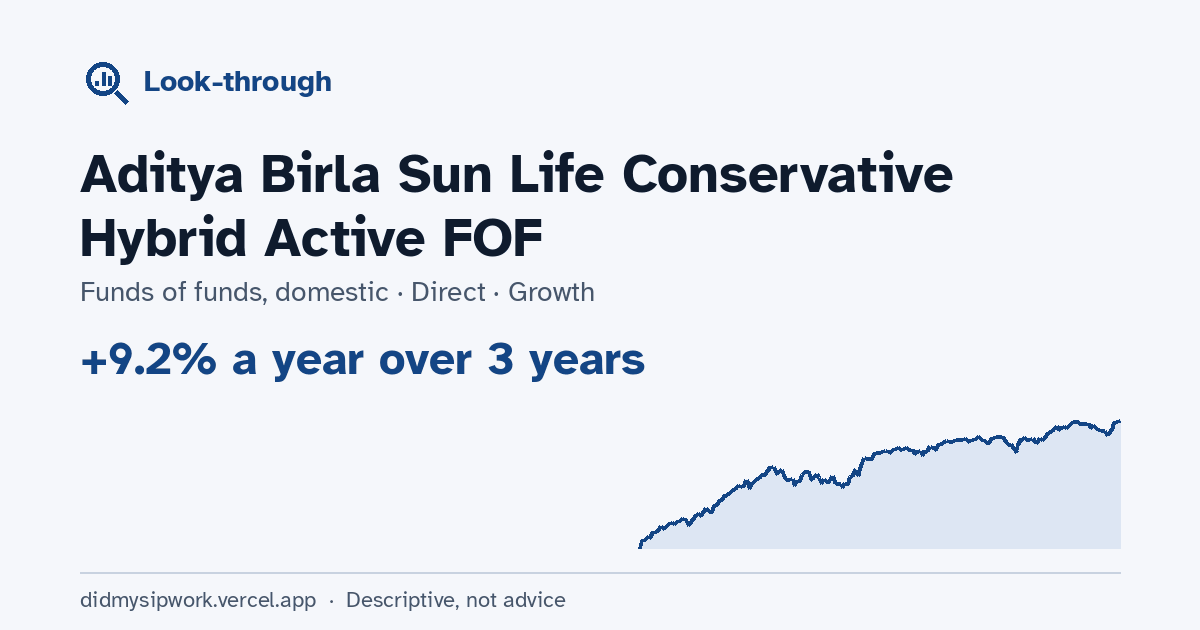 Look-through
Aditya Birla Sun Life Conservative
Hybrid Active FOF
Funds of funds, domestic · Direct · Growth
+9.2% a year over 3 years
didmysipwork.vercel.app · Descriptive, not advice